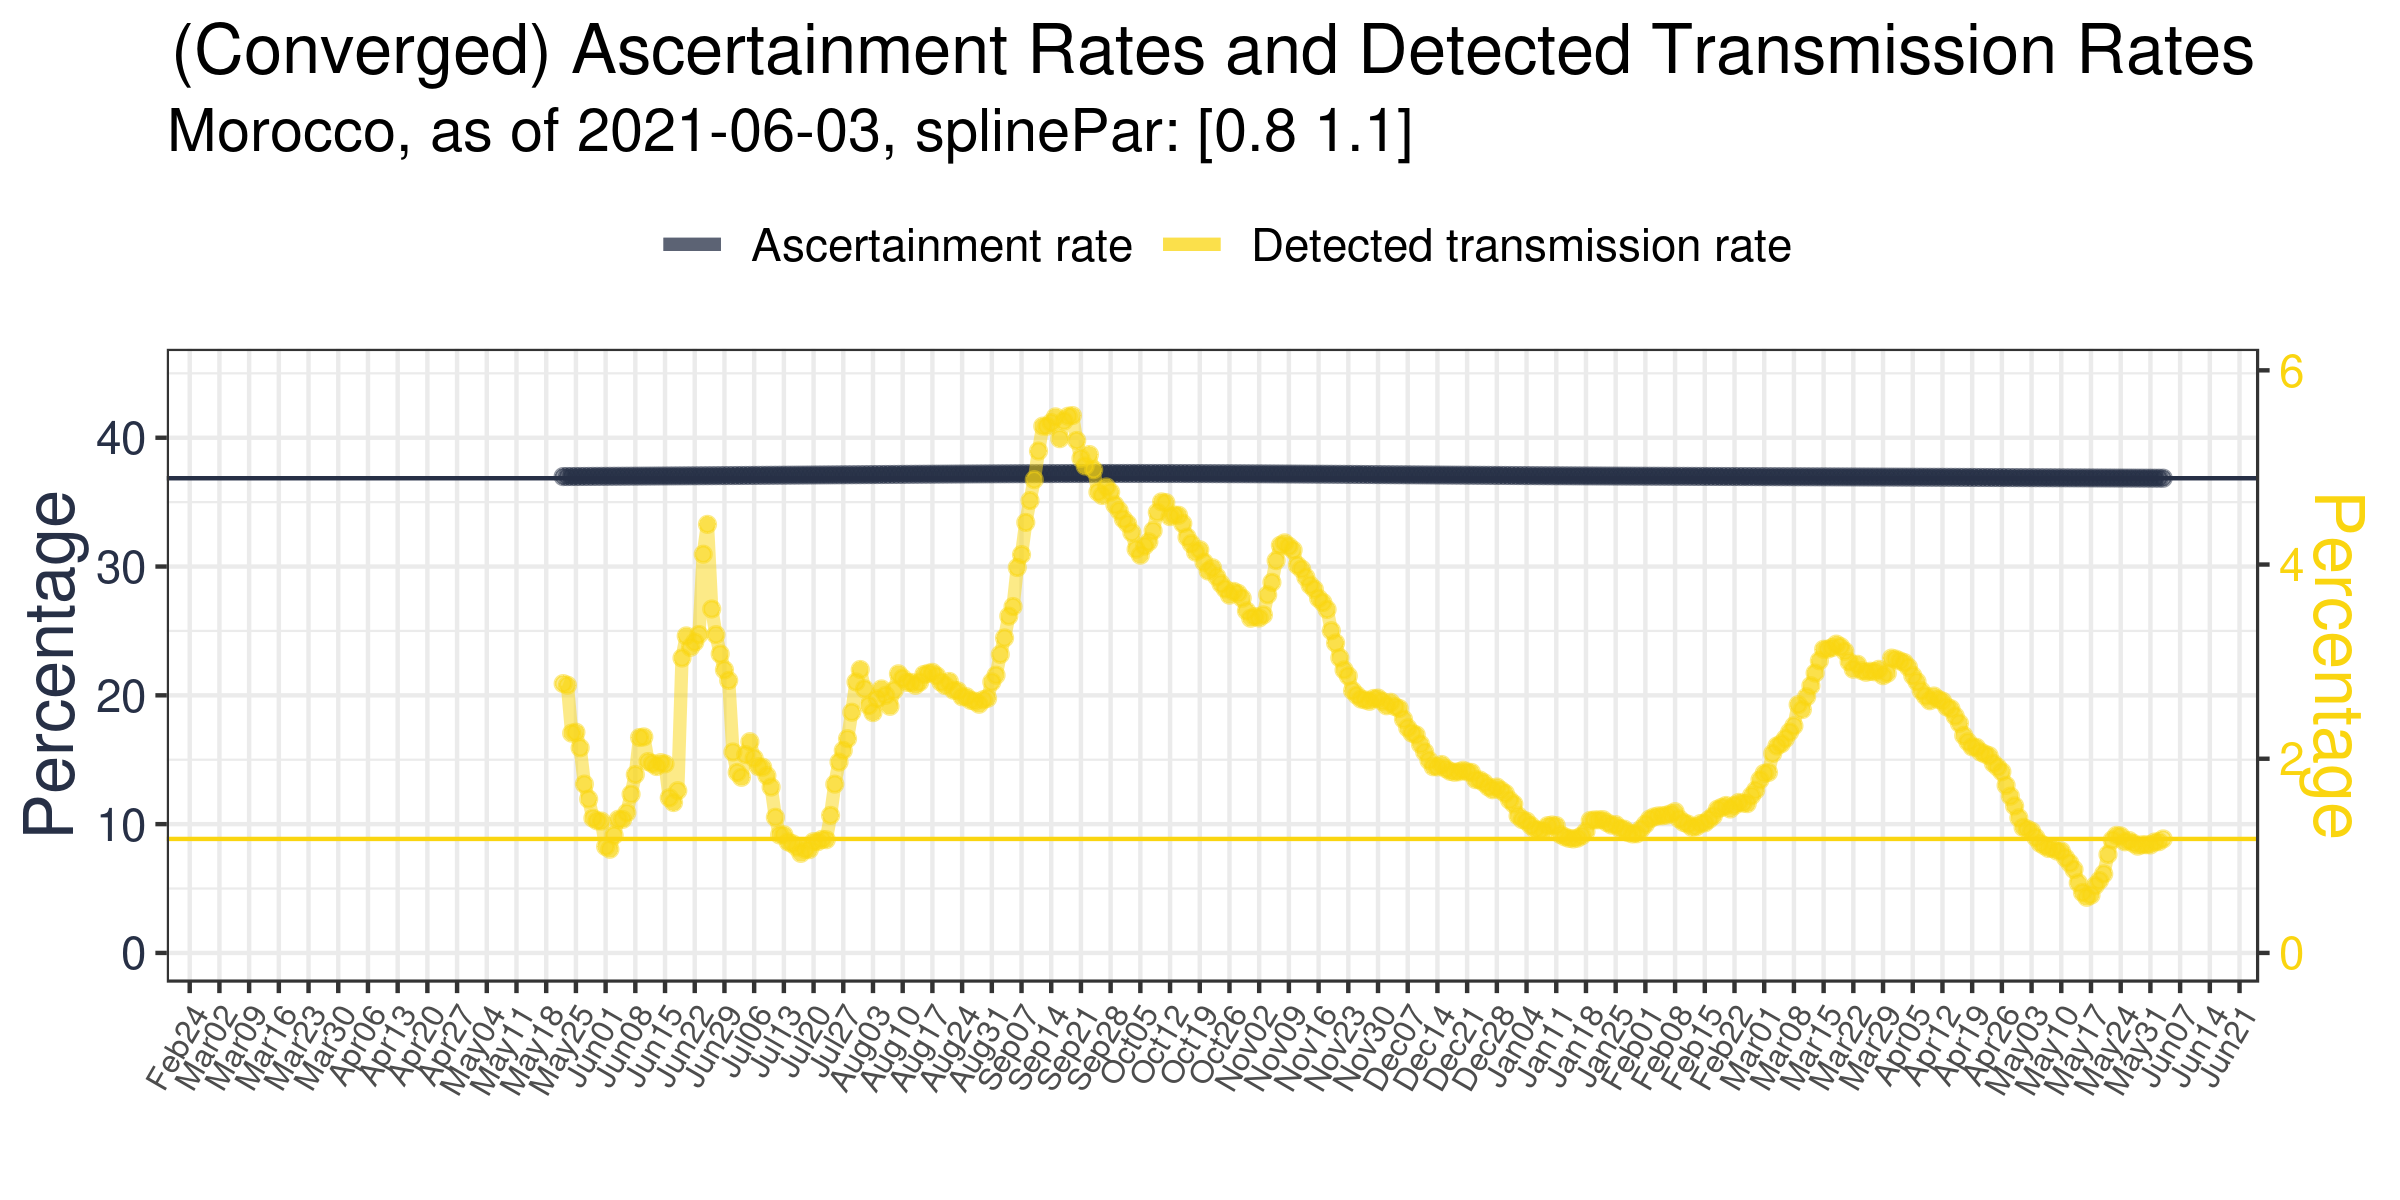 (Converged) Ascertainment Rates and Detected Transmission Rates
Morocco, as of 2021-06-03, splinePar: [0.8 1.1]
Ascertainment rate
Detected transmission rate
Percentage
40
30
20
10
0
6
4
2
0
Percentage
Feb24
Mar02
Mar09
Mar16
Mar23
Mar30
Apr06
Apr13
Apr20
Apr27
May04
May11
May18
May25
Jun01
Jun08
Jun15
Jun22
Jun29
Jul06
Jul13
Jul20
Jul27
Aug03
Aug10
Aug17
Aug24
Aug31
Sep07
Sep14
Sep21
Sep28
Oct05
Oct12
Oct19
Oct26
Nov02
Nov09
Nov16
Nov23
Nov30
Dec07
Dec14
Dec21
Dec28
Jan04
Jan11
Jan18
Jan25
Feb01
Feb08
Feb15
Feb22
Mar01
Mar08
Mar15
Mar22
Mar29
Apr05
Apr12
Apr19
Apr26
May03
May10
May17
May24
May31
Jun07
Jun14
Jun21